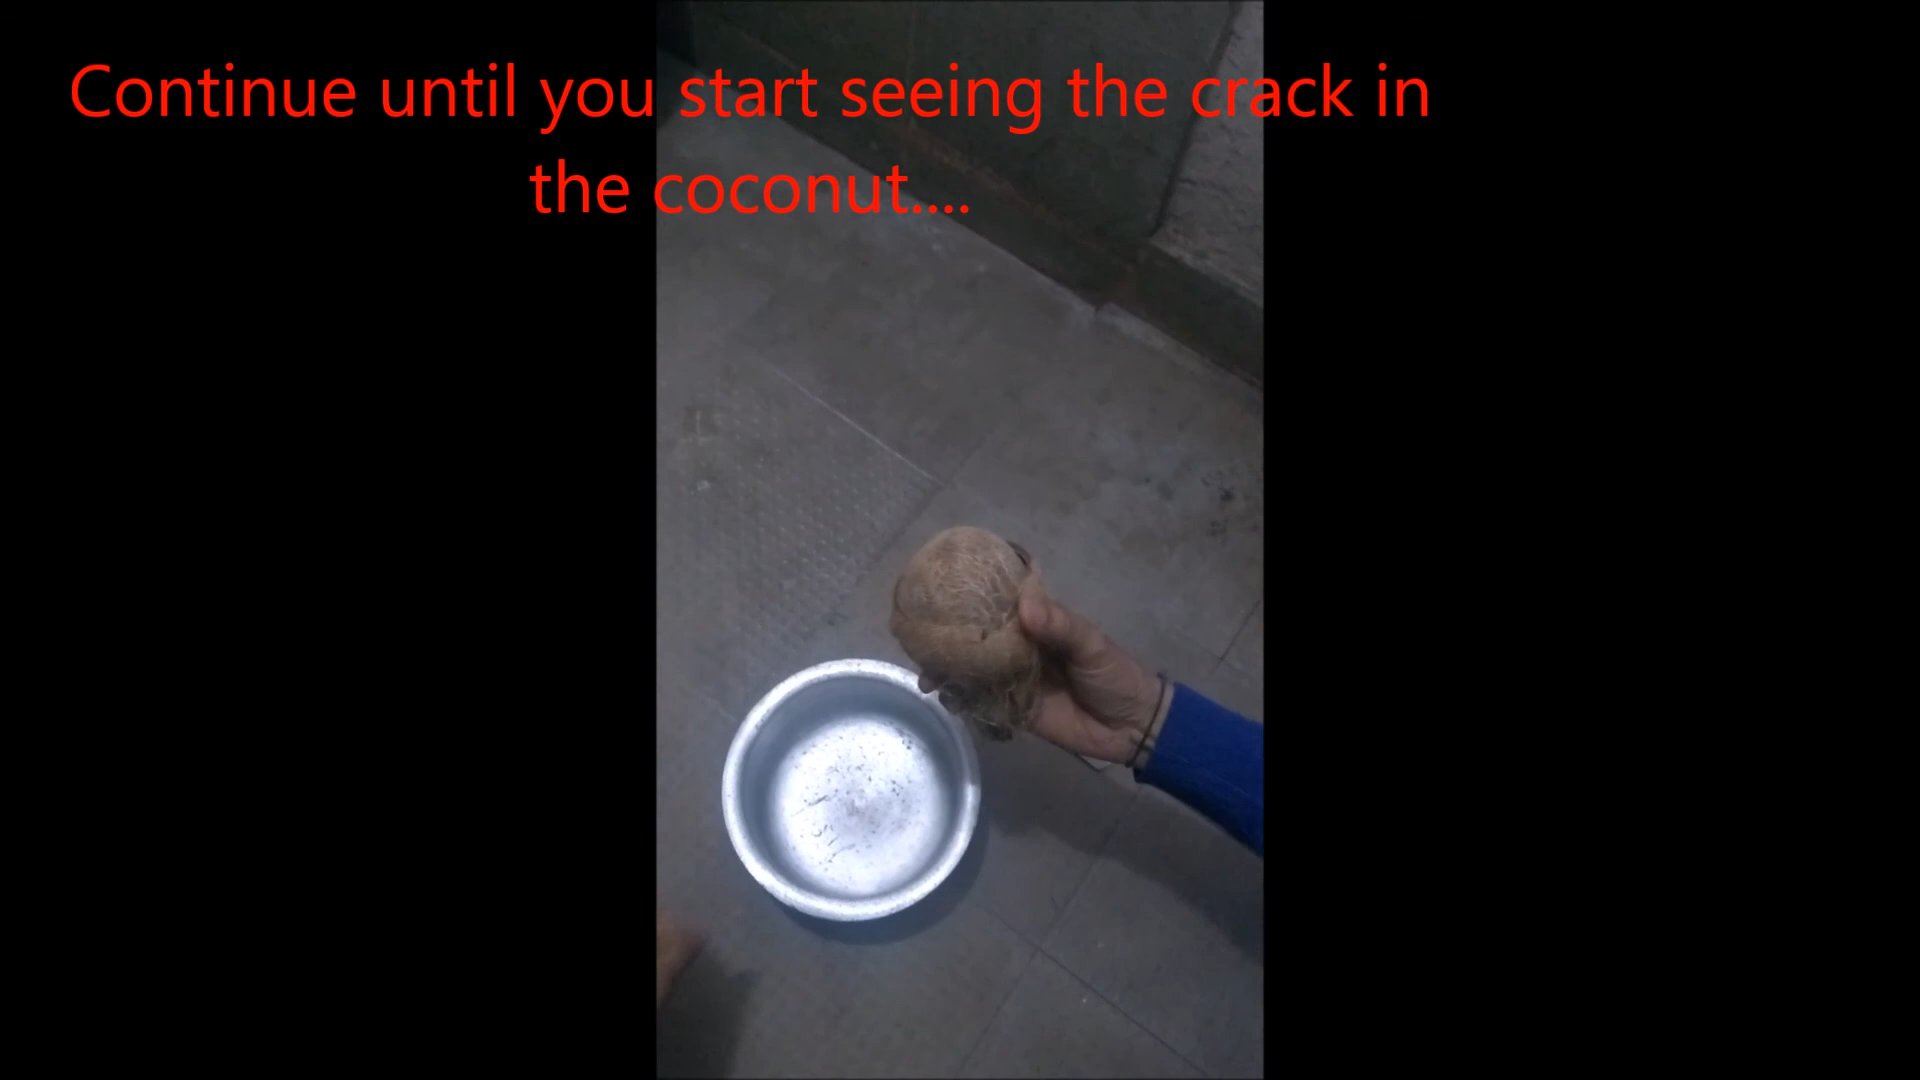 Continue until you start seeing the crack in
the coconut....